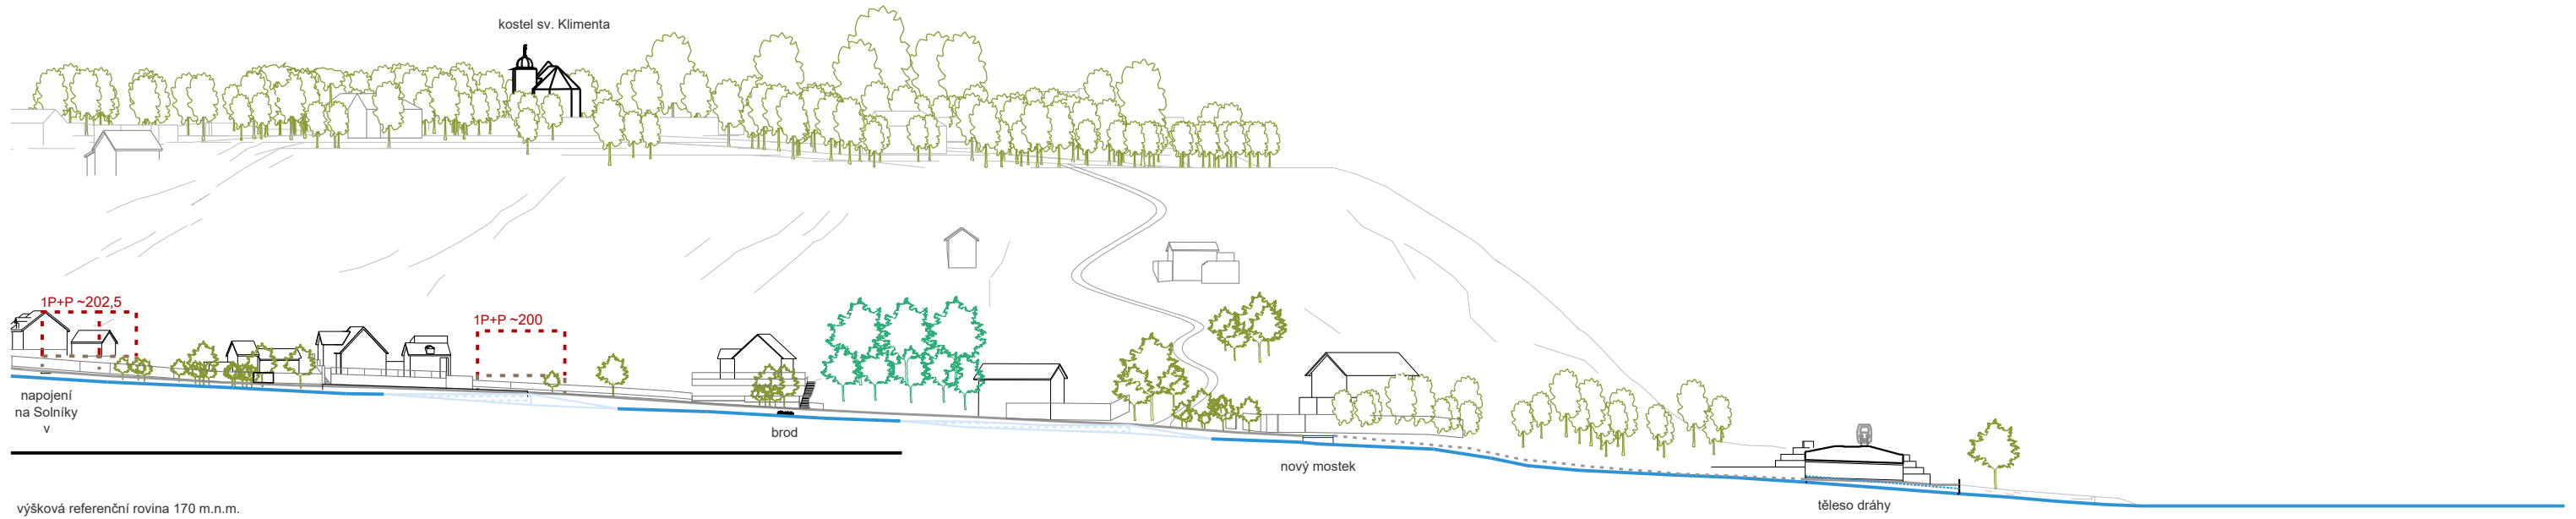 kostel sv. Klimenta
1P+P ~202,5
1P+P ~200
napojení
na Solníky
v
brod
nový mostek
těleso dráhy
výšková referenční rovina 170 m.n.m.